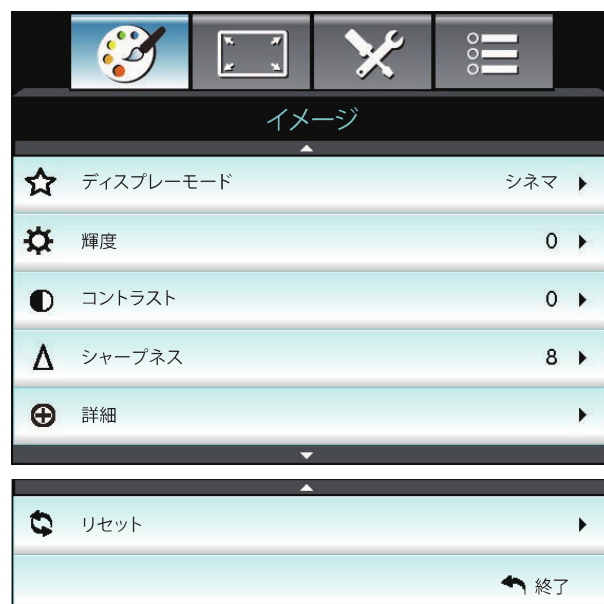 イメージ
ディスプレーモード シネマ
輝度 0
コントラスト 0
シャープネス 8
詳細
リセット
終了